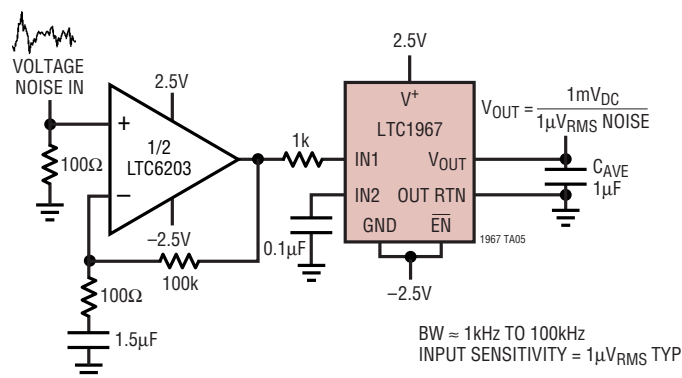 VOLTAGE
NOISE IN
100Ω
+
−
1/2
LTC6203
2.5V
−2.5V
100Ω
1.5µF
100k
1k
0.1µF
2.5V
V+
LTC1967
IN1
VOUT
IN2
OUT RTN
GND
EN
1967 TA05
−2.5V
VOUT = 1mVDC
1µVRMS NOISE
CAVE
1µF
BW ≈ 1kHz TO 100kHz
INPUT SENSITIVITY = 1µVRMS TYP